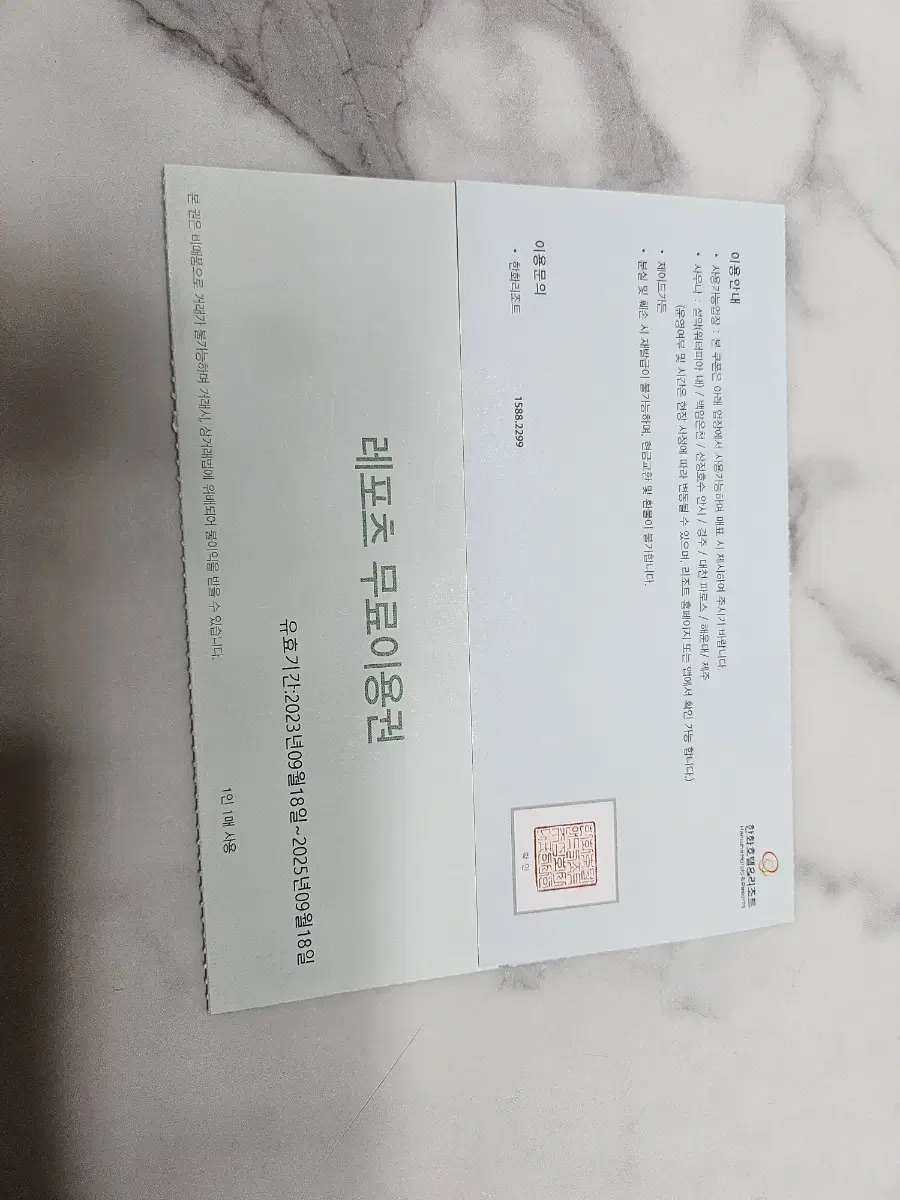 한화호텔&리조트
이용안내
• 사용가능업장 : 본 쿠폰은 아래 업장에서 사용가능하며 매표 시 제시하여 주시기 바랍니다.
• 사우나 : 설악(워터피아 내) / 백암온천 / 산정호수 안시 / 경주 / 대천 파로스 / 해운대/ 제주
(운영여부 및 시간은 현장 사정에 따라 변동될 수 있으며, 리조트 홈페이지 또는 앱에서 확인 가능 합니다.)
• 제이드가든
• 분실 및 훼손 시 재발급이 불가능하며, 현금교환 및 환불이 불가합니다.
이용문의
• 한화리조트 1588.2299
확 인
레포츠 무료이용권
유효기간:2023년09월18일~2025년09월18일
1인 1매 사용
본 권은 비매품으로 거래가 불가능하며 거래시, 상거래법에 위배되어 불이익을 받을 수 있습니다.